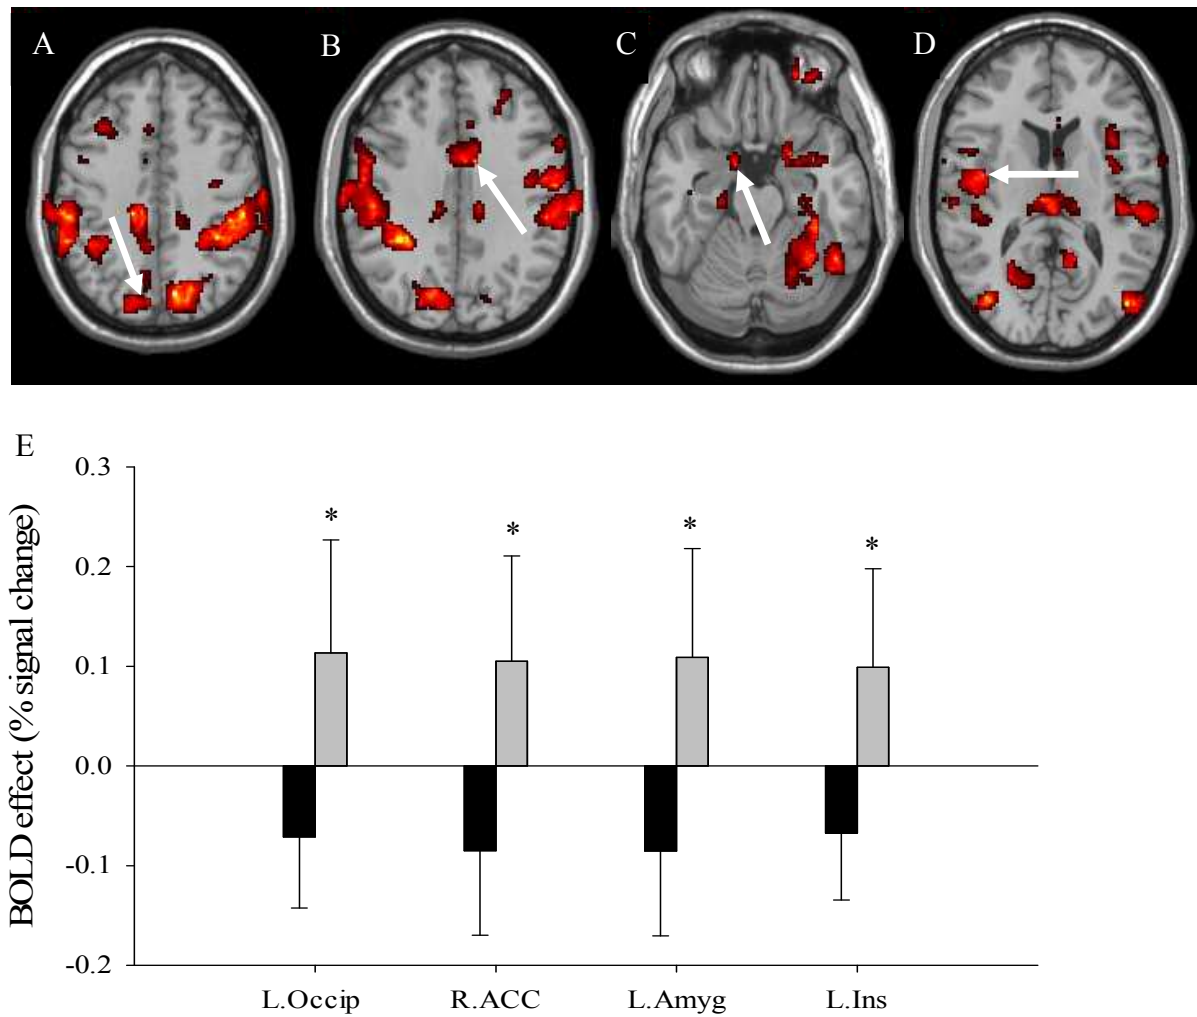 A B C D
E
BOLD effect (% signal change)
0.3
*
*
*
*
0.2
0.1
0.0
-0.1
-0.2
L.Occip R.ACC L.Amyg L.Ins